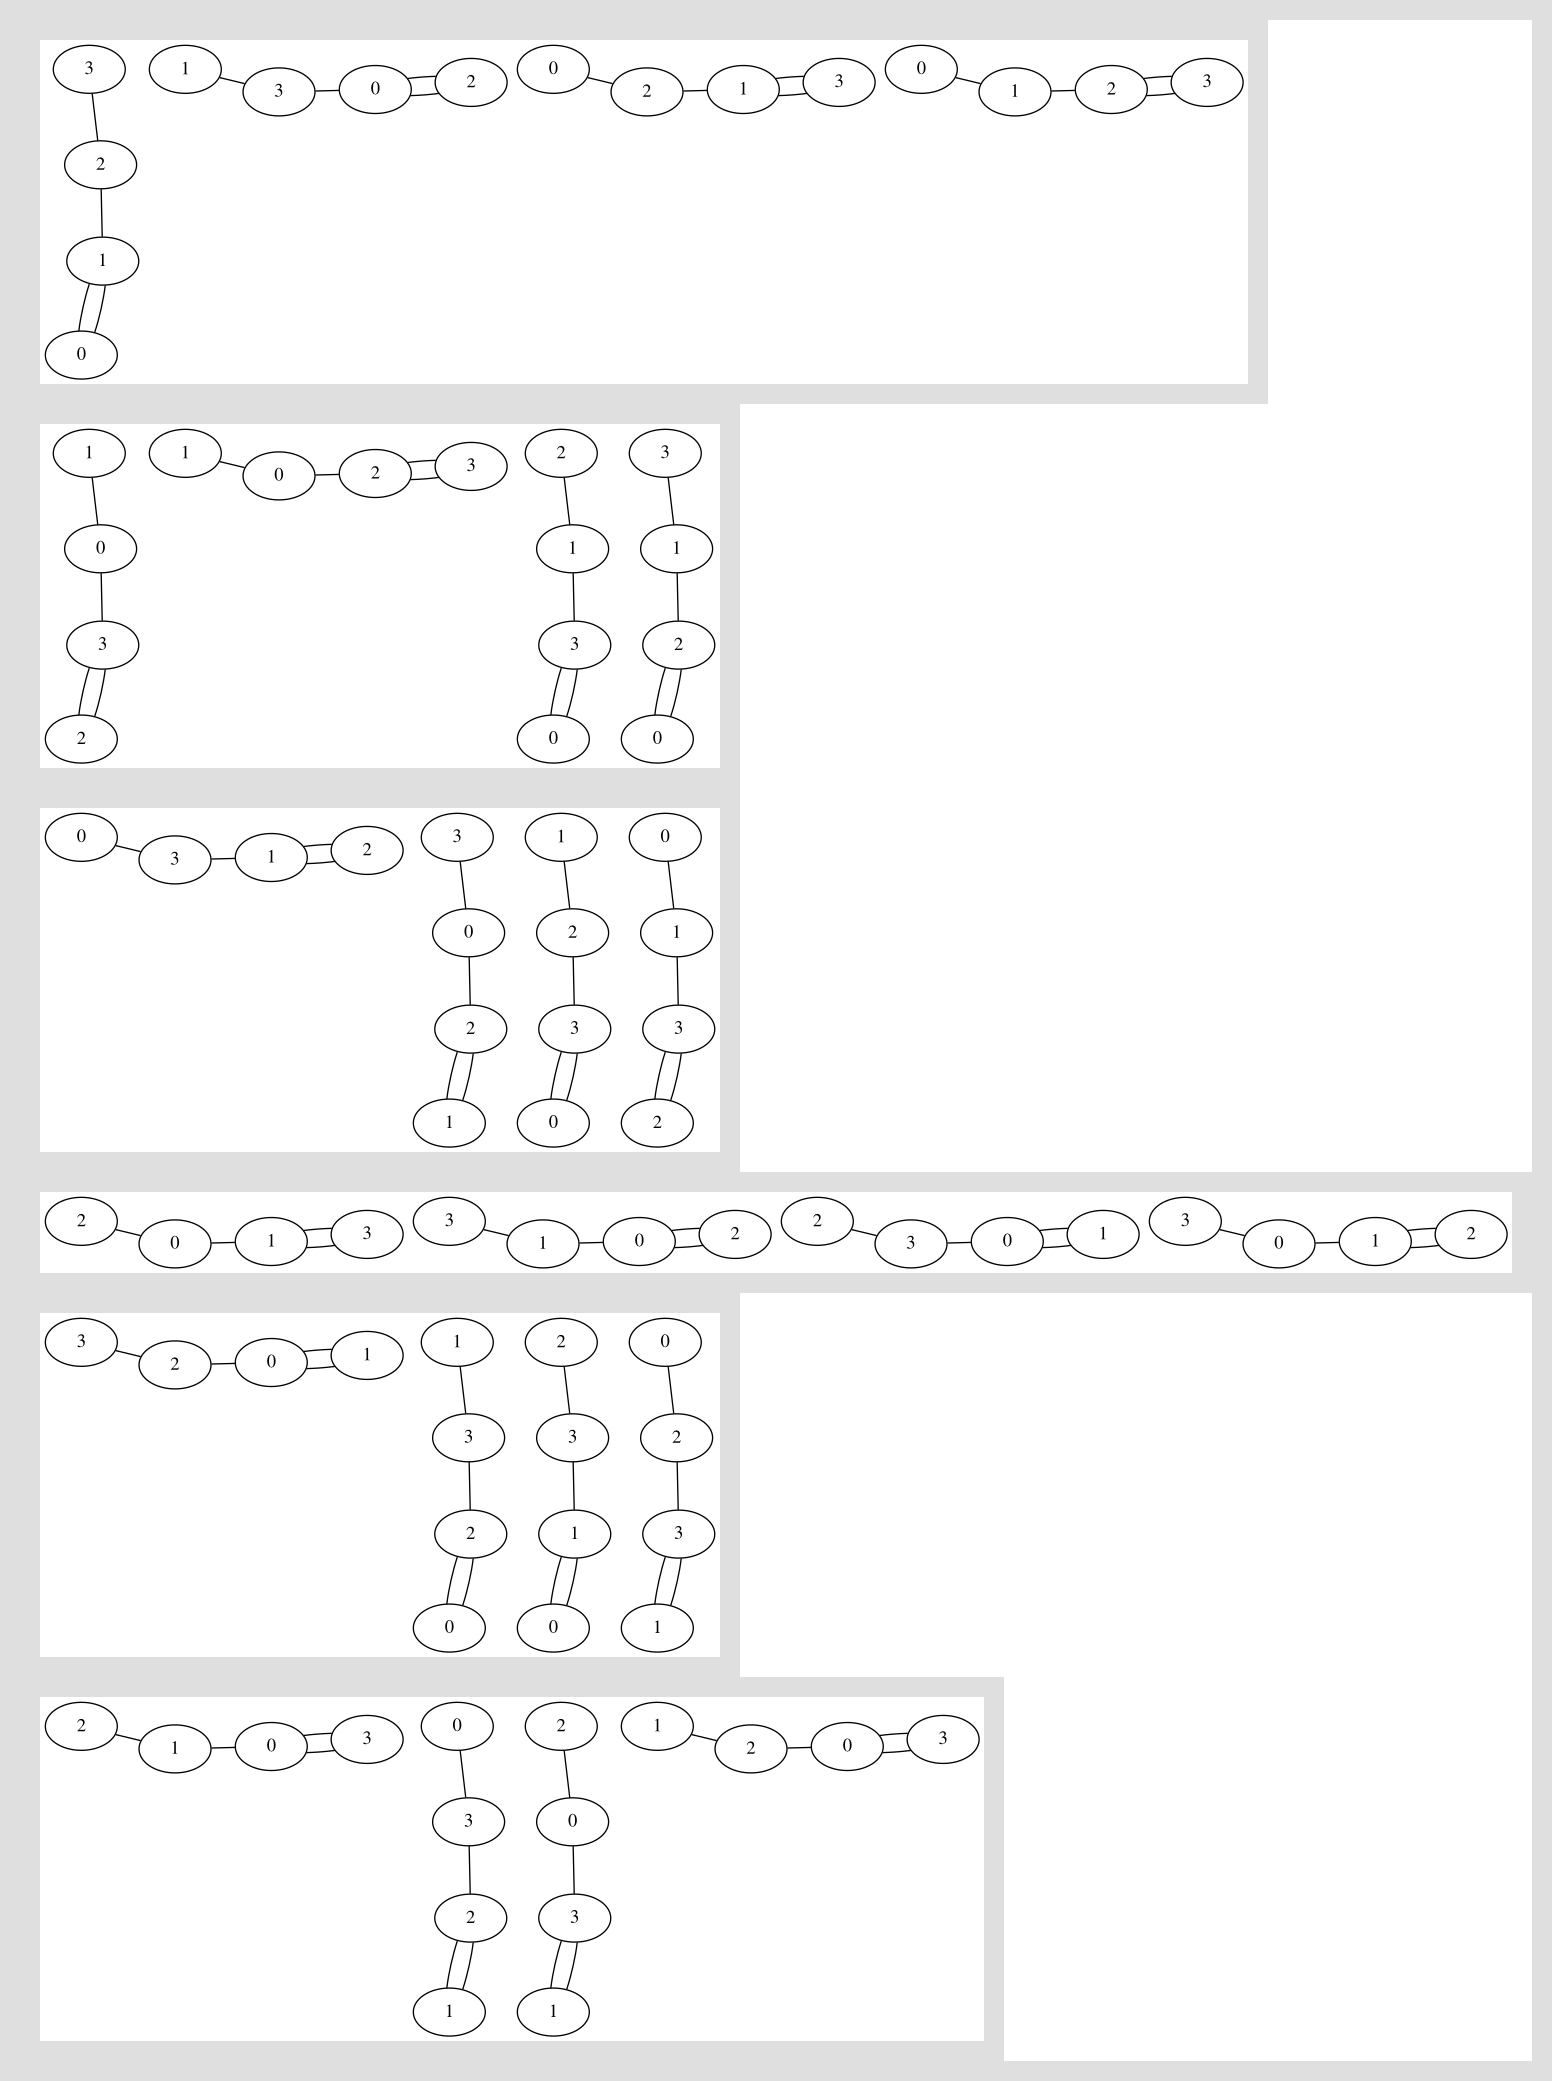 3 2 1 0
1 3 0 2
0 2 1 3
0 1 2 3
1 0 3 2
1 0 2 3
2 1 3 0
3 1 2 0
0 3 1 2
3 0 2 1
1 2 3 0
0 1 3 2
2 0 1 3
3 1 0 2
2 3 0 1
3 0 1 2
3 2 0 1
1 3 2 0
2 3 1 0
0 2 3 1
2 1 0 3
0 3 2 1
2 0 3 1
1 2 0 3